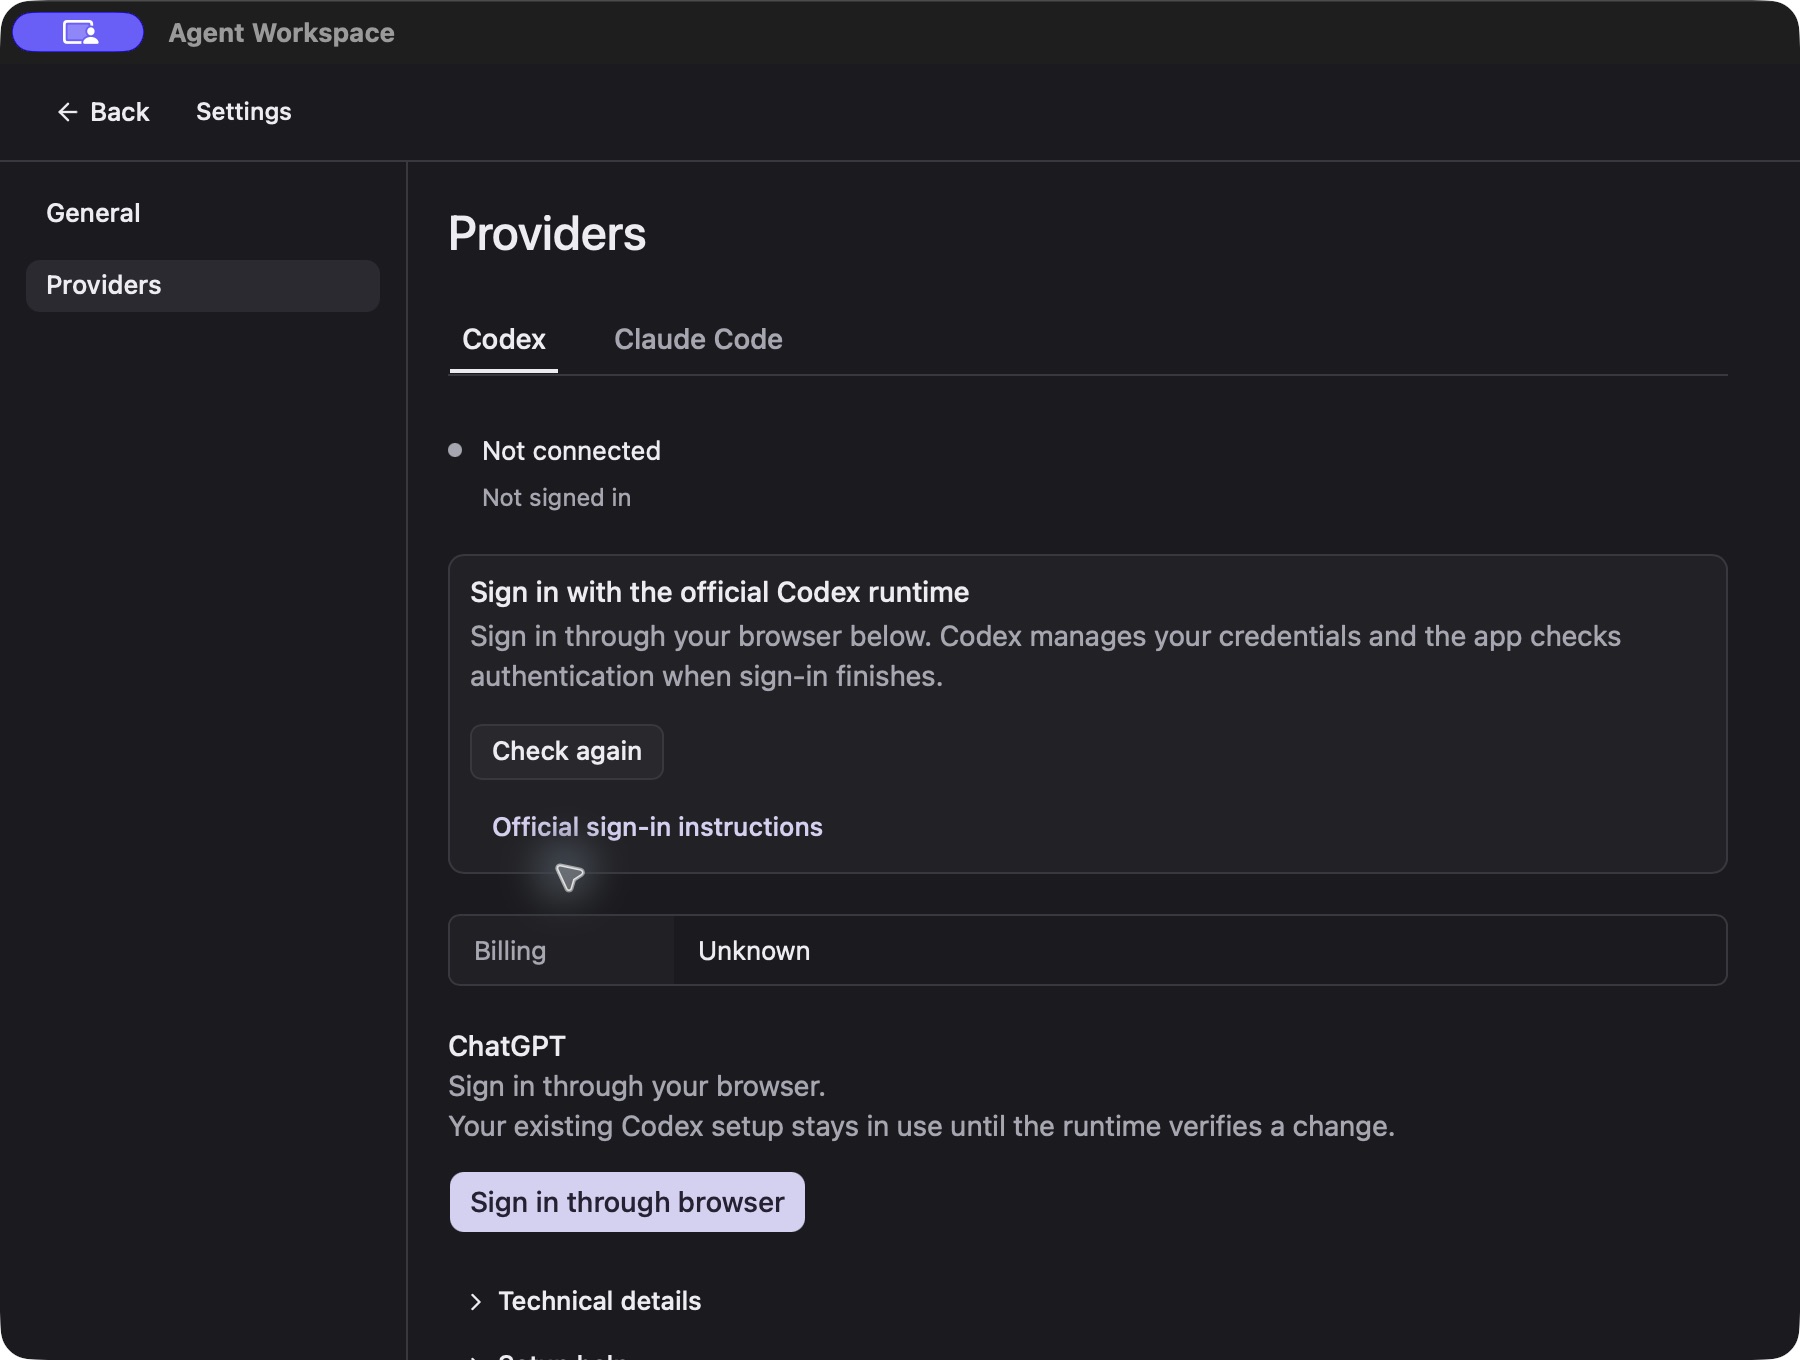 Agent Workspace
← Back
Settings
General
Providers
Providers
Codex
Claude Code
Not connected
Not signed in
Sign in with the official Codex runtime
Sign in through your browser below. Codex manages your credentials and the app checks
authentication when sign-in finishes.
Check again
Official sign-in instructions
Billing
Unknown
ChatGPT
Sign in through your browser.
Your existing Codex setup stays in use until the runtime verifies a change.
Sign in through browser
Technical details